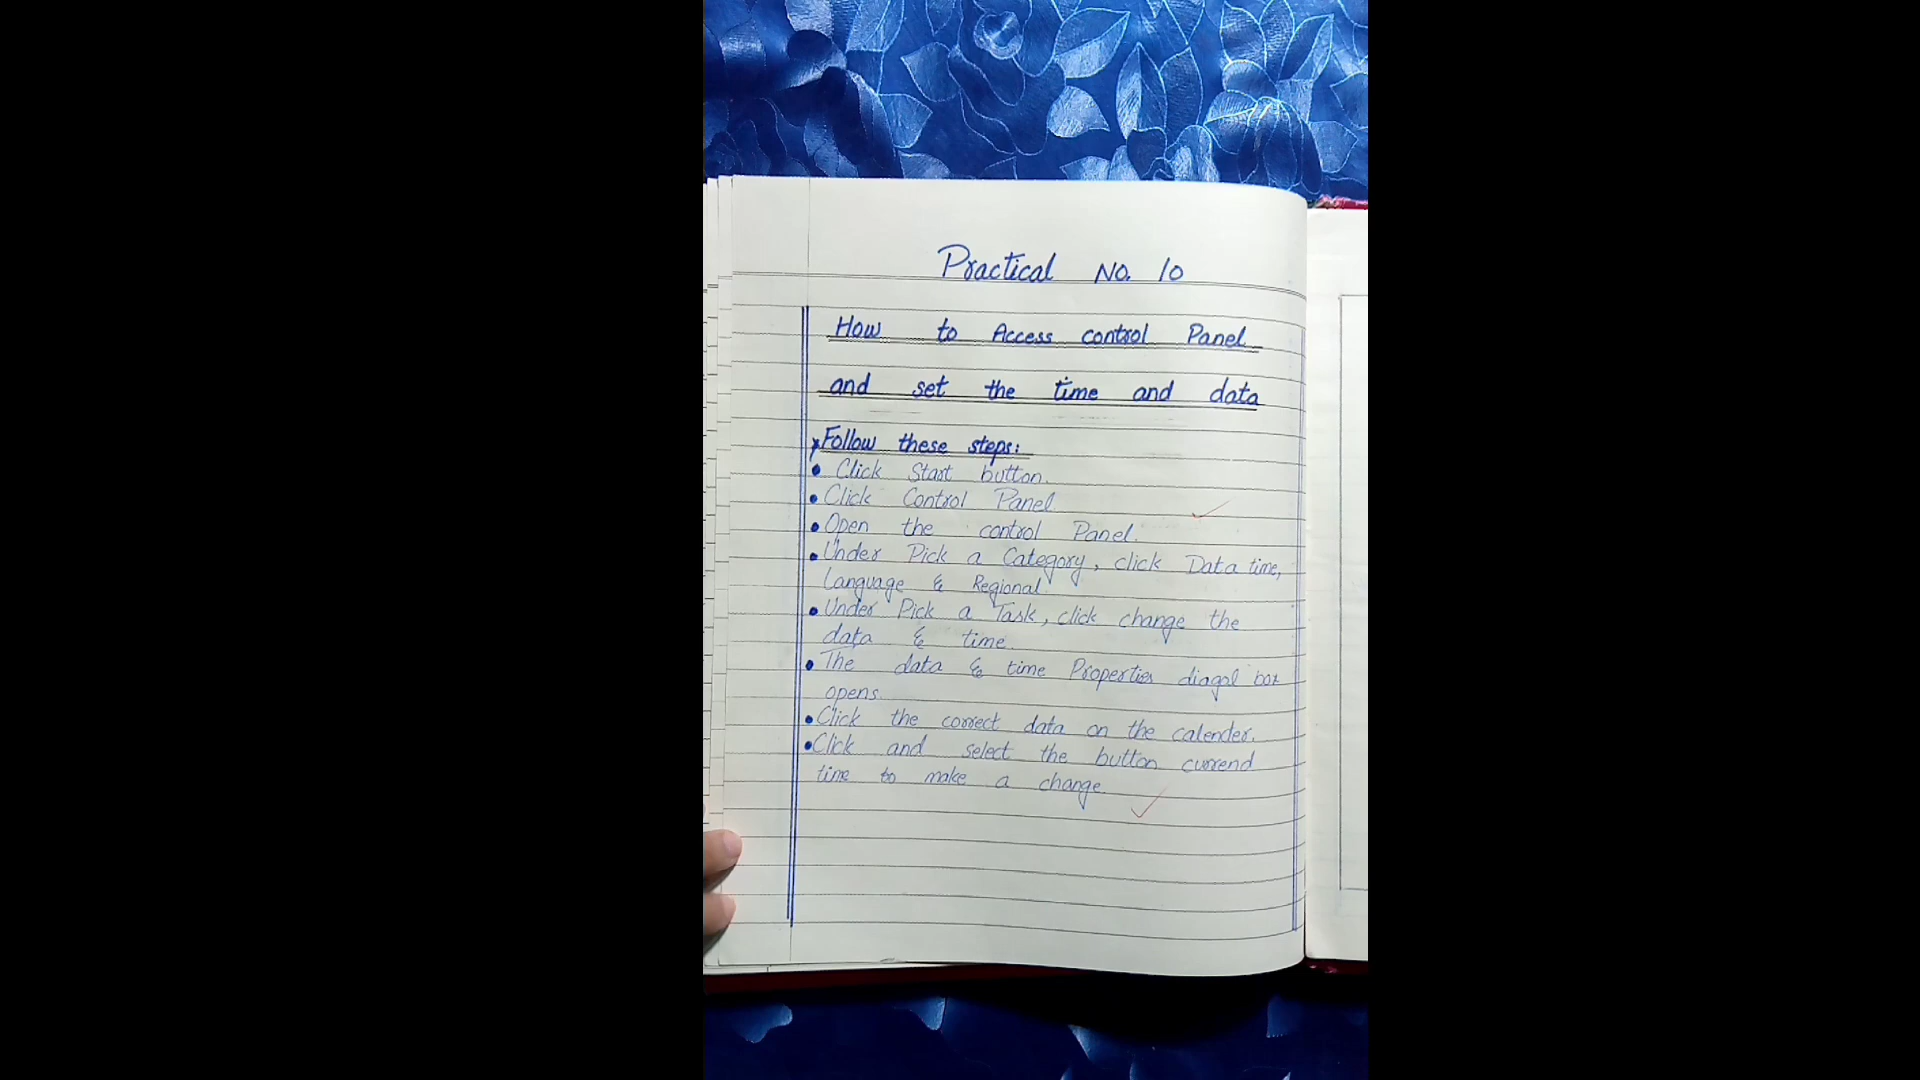 Practical No. 10
How to Access control Panel
and set the time and data
Follow these steps:
• Click Start button.
• Click Control Panel
• Open the control Panel.
• Under Pick a Category, click Data time,
Language & Regional
• Under Pick a Task, click change the
data & time.
• The data & time Properties diagol box
opens.
• Click the correct data on the calender.
• Click and select the button currend
time to make a change.